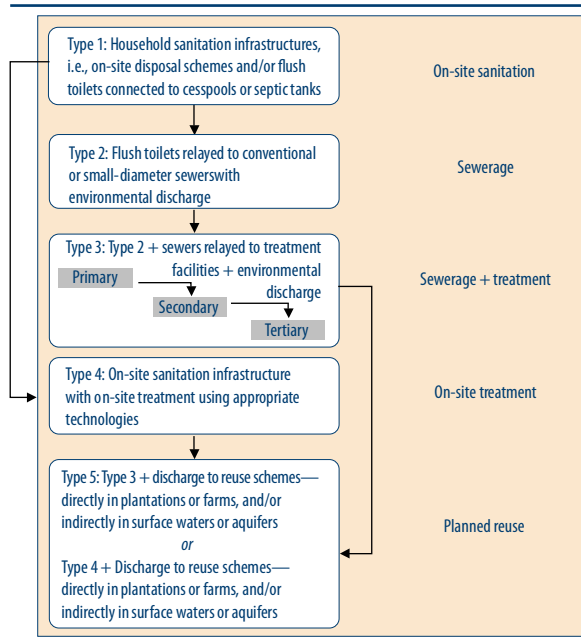 Type 1: Household sanitation infrastructures,
i.e., on-site disposal schemes and/or flush
toilets connected to cesspools or septic tanks
On-site sanitation
Type 2: Flush toilets relayed to conventional
or small-diameter sewerswith
environmental discharge
Sewerage
Type 3: Type 2 + sewers relayed to treatment
facilities + environmental
discharge
Primary
Secondary
Tertiary
Sewerage + treatment
Type 4: On-site sanitation infrastructure
with on-site treatment using appropriate
technologies
On-site treatment
Type 5: Type 3 + discharge to reuse schemes—
directly in plantations or farms, and/or
indirectly in surface waters or aquifers
or
Type 4 + Discharge to reuse schemes—
directly in plantations or farms, and/or
indirectly in surface waters or aquifers
Planned reuse